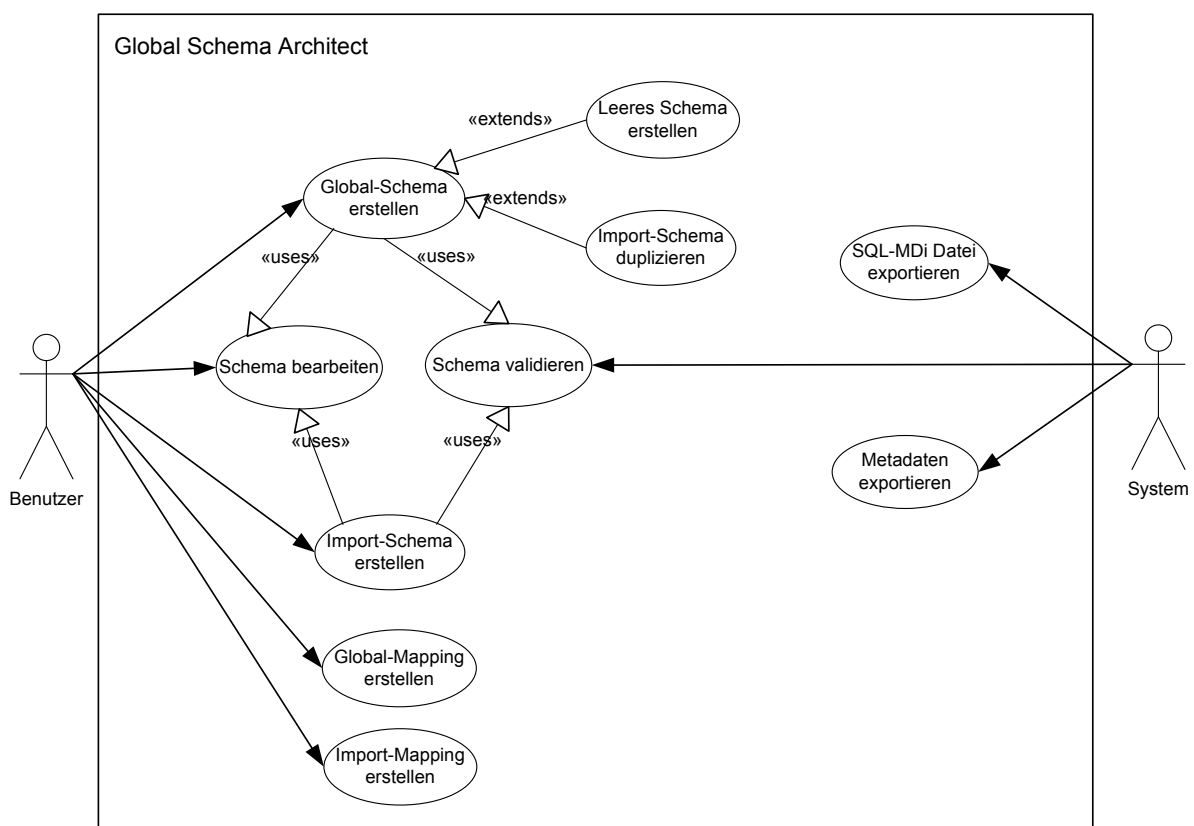 Global Schema Architect
Leeres Schema
erstellen
«extends»
Global-Schema
erstellen
«extends»
Import-Schema
duplizieren
SQL-MDi Datei
exportieren
«uses»
«uses»
Schema bearbeiten
Schema validieren
«uses»
«uses»
Metadaten
exportieren
Benutzer
System
Import-Schema
erstellen
Global-Mapping
erstellen
Import-Mapping
erstellen